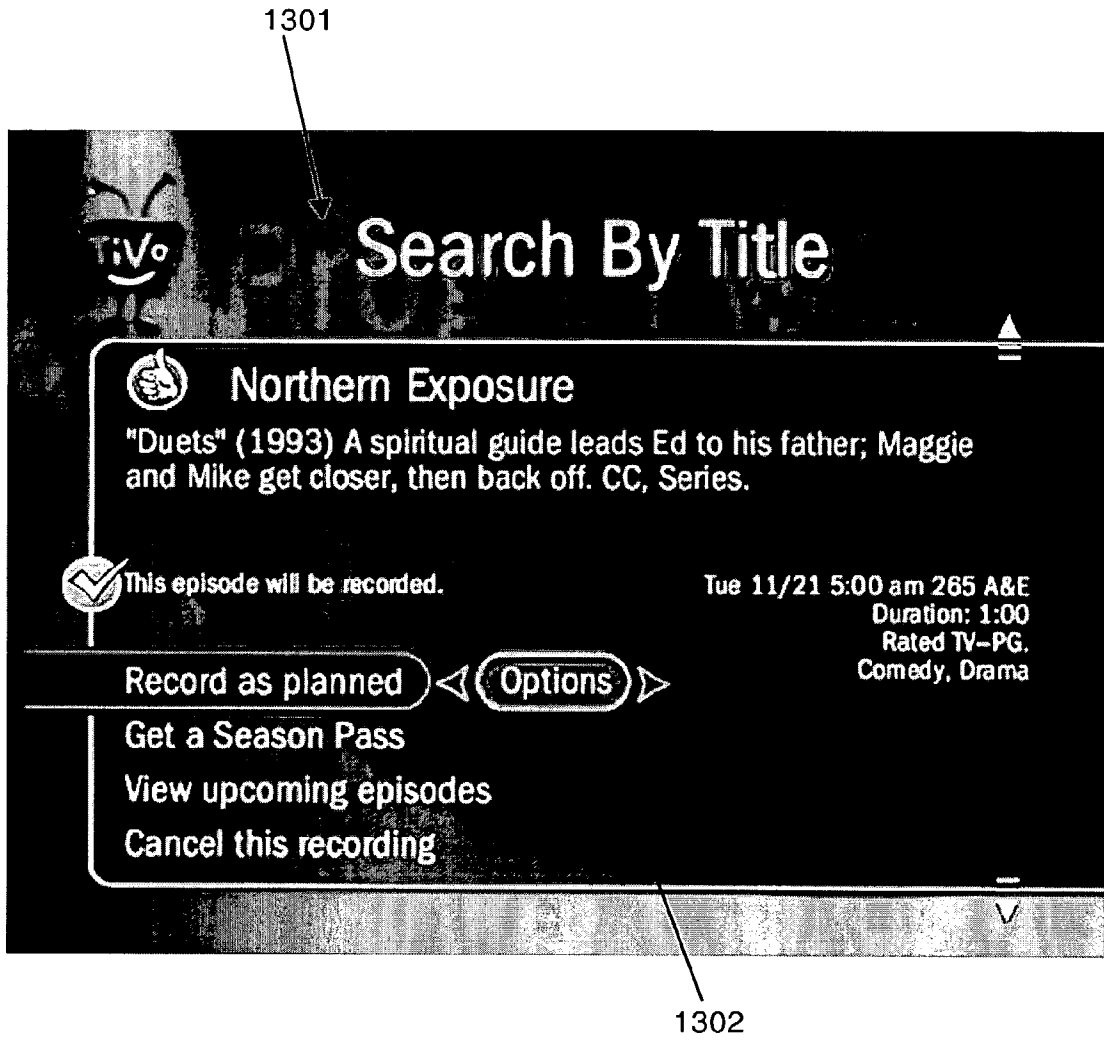 1301
TiVo
Search By Title
Northern Exposure
"Duets" (1993) A spiritual guide leads Ed to his father; Maggie
and Mike get closer, then back off. CC, Series.
This episode will be recorded.
Tue 11/21 5:00 am 265 A&E
Duration: 1:00
Rated TV-PG.
Comedy, Drama
Record as planned
Options
Get a Season Pass
View upcoming episodes
Cancel this recording
1302